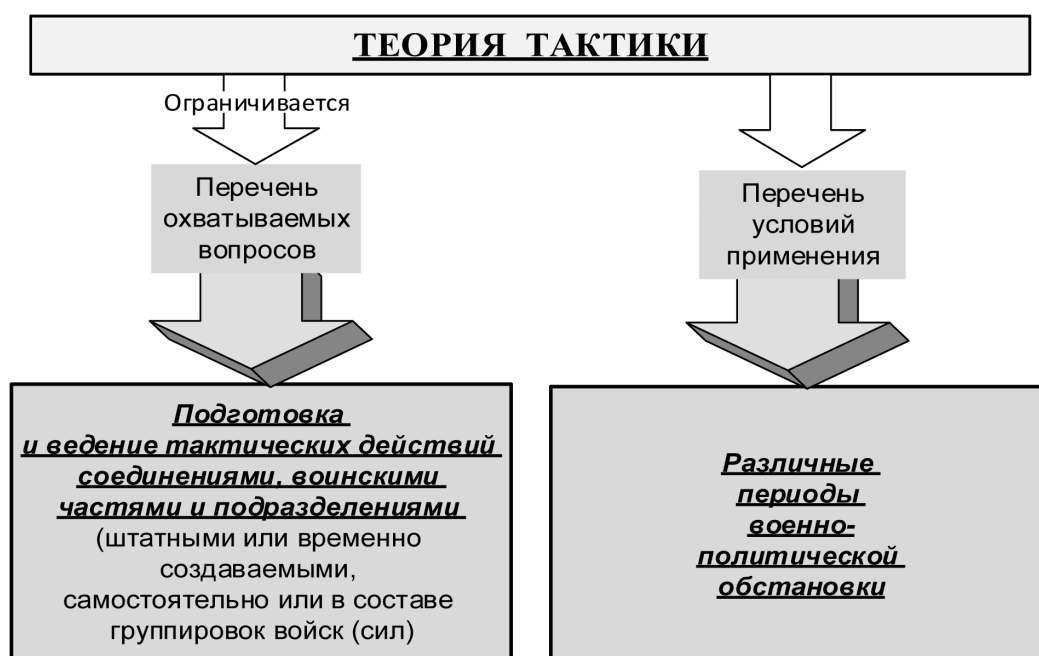 ТЕОРИЯ ТАКТИКИ
Ограничивается
Перечень
охватываемых
вопросов
Перечень
условий
применения
Подготовка
и ведение тактических действий
соединениями, воинскими
частями и подразделениями
(штатными или временно
создаваемыми,
самостоятельно или в составе
группировок войск (сил)
Различные
периоды
военно-
политической
обстановки